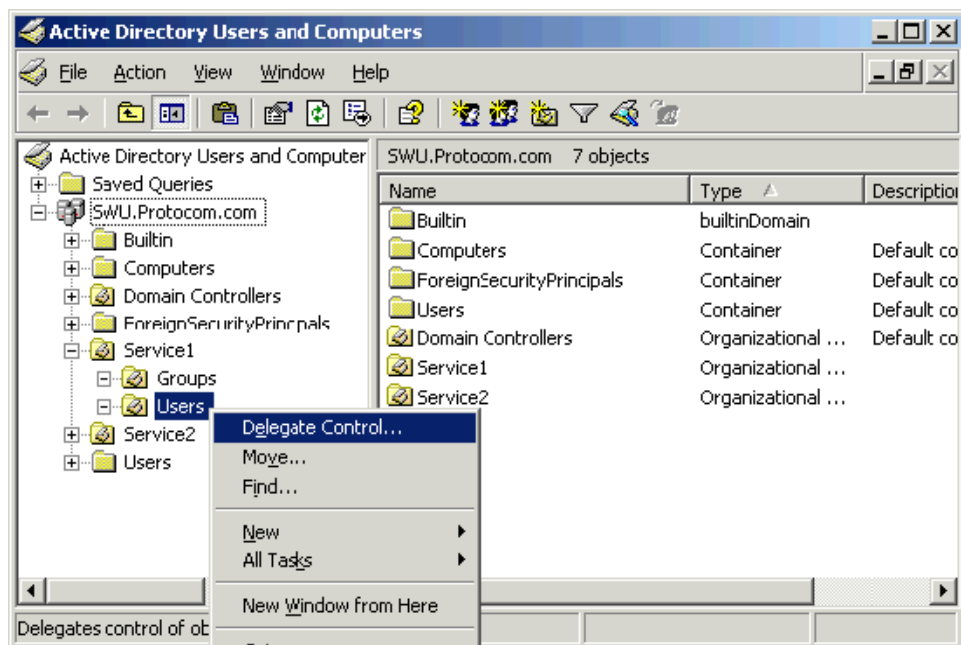 Active Directory Users and Computers
File Action View Window Help
Active Directory Users and Computer
Saved Queries
SWU.Protocom.com
Builtin
Computers
Domain Controllers
ForeignSecurityPrincpals
Service1
Groups
Users
Service2
Users
SWU.Protocom.com 7 objects
Name Type Description
Builtin builtinDomain
Computers Container Default co
ForeignSecurityPrincipals Container Default co
Users Container Default co
Domain Controllers Organizational ... Default co
Service1 Organizational ...
Service2 Organizational ...
Delegate Control...
Move...
Find...
New
All Tasks
New Window from Here
Delegates control of ob